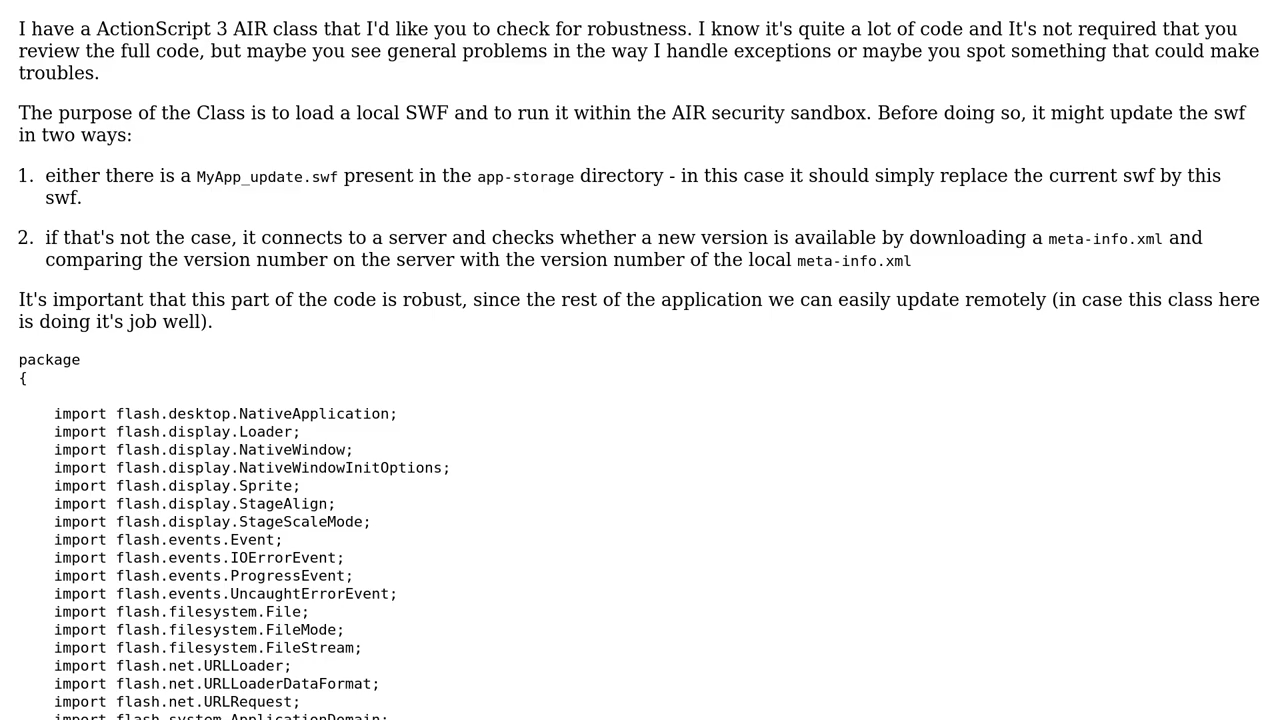 I have a ActionScript 3 AIR class that I'd like you to check for robustness. I know it's quite a lot of code and It's not required that you
review the full code, but maybe you see general problems in the way I handle exceptions or maybe you spot something that could make
troubles.
The purpose of the Class is to load a local SWF and to run it within the AIR security sandbox. Before doing so, it might update the swf
in two ways:
1. either there is a MyApp_update.swf present in the app-storage directory - in this case it should simply replace the current swf by this
swf.
2. if that's not the case, it connects to a server and checks whether a new version is available by downloading a meta-info.xml and
comparing the version number on the server with the version number of the local meta-info.xml
It's important that this part of the code is robust, since the rest of the application we can easily update remotely (in case this class here
is doing it's job well).
package
{
import flash.desktop.NativeApplication;
import flash.display.Loader;
import flash.display.NativeWindow;
import flash.display.NativeWindowInitOptions;
import flash.display.Sprite;
import flash.display.StageAlign;
import flash.display.StageScaleMode;
import flash.events.Event;
import flash.events.IOErrorEvent;
import flash.events.ProgressEvent;
import flash.events.UncaughtErrorEvent;
import flash.filesystem.File;
import flash.filesystem.FileMode;
import flash.filesystem.FileStream;
import flash.net.URLLoader;
import flash.net.URLLoaderDataFormat;
import flash.net.URLRequest;
import flash.system.ApplicationDomain;